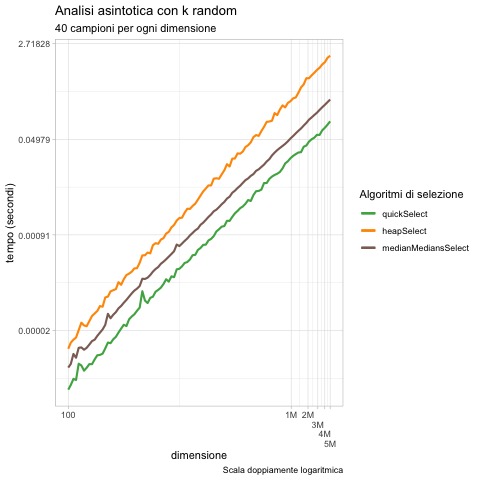 Analisi asintotica con k random
40 campioni per ogni dimensione
2.71828
0.04979
0.00091
0.00002
tempo (secondi)
100
1M
2M
3M
4M
5M
dimensione
Scala doppiamente logaritmica
Algoritmi di selezione
quickSelect
heapSelect
medianMediansSelect